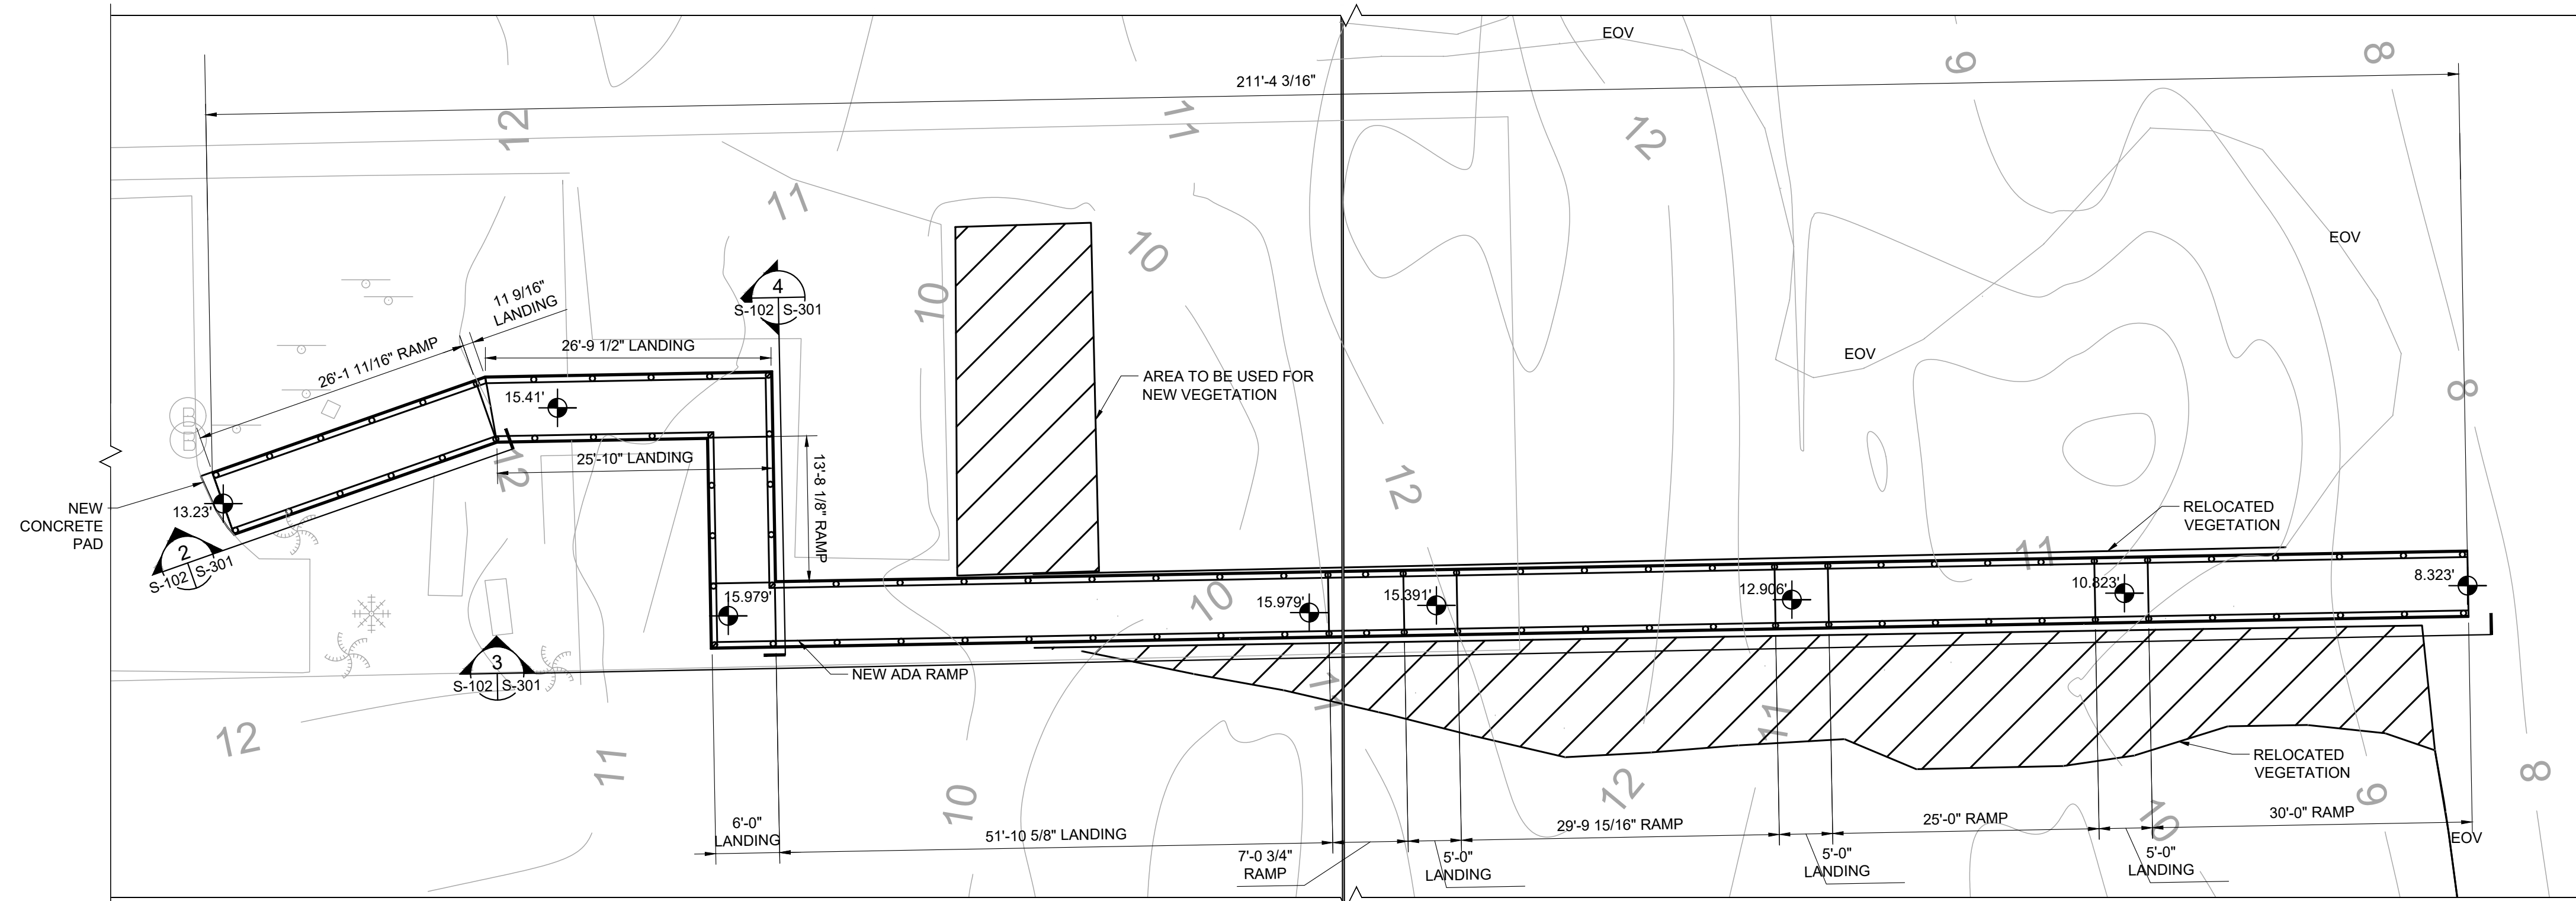 EOV
9
8
211'-4 3/16"
12
11
12
11
EOV
10
10
11 9/16"
LANDING
4
S-102
S-301
26'-1 11/16" RAMP
26'-9 1/2" LANDING
EOV
AREA TO BE USED FOR
NEW VEGETATION
15.41'
8
B
B
25'-10" LANDING
13'-8 1/8" RAMP
12
12
NEW
CONCRETE
PAD
13.23'
RELOCATED
VEGETATION
2
S-102
S-301
11
15.979'
10
15.979'
15.391'
12.906'
10.823'
8.323'
3
S-102
S-301
NEW ADA RAMP
11
11
12
11
RELOCATED
VEGETATION
10
12
10
9
8
6'-0"
LANDING
51'-10 5/8" LANDING
7'-0 3/4"
RAMP
5'-0"
LANDING
29'-9 15/16" RAMP
5'-0"
LANDING
25'-0" RAMP
5'-0"
LANDING
30'-0" RAMP
EOV